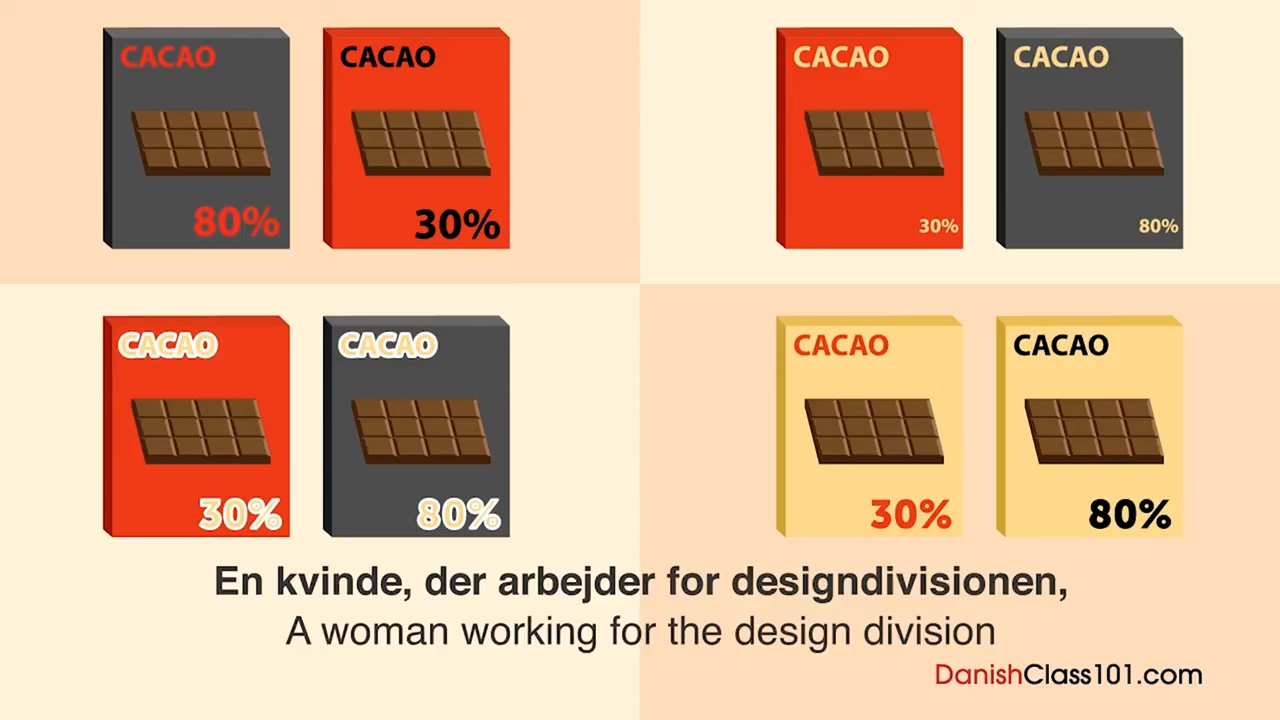 CACAO CACAO CACAO CACAO
80% 30% 30% 80%
CACAO CACAO CACAO CACAO
30% 80% 30% 80%
En kvinde, der arbejder for designdivisionen,
A woman working for the design division
DanishClass101.com